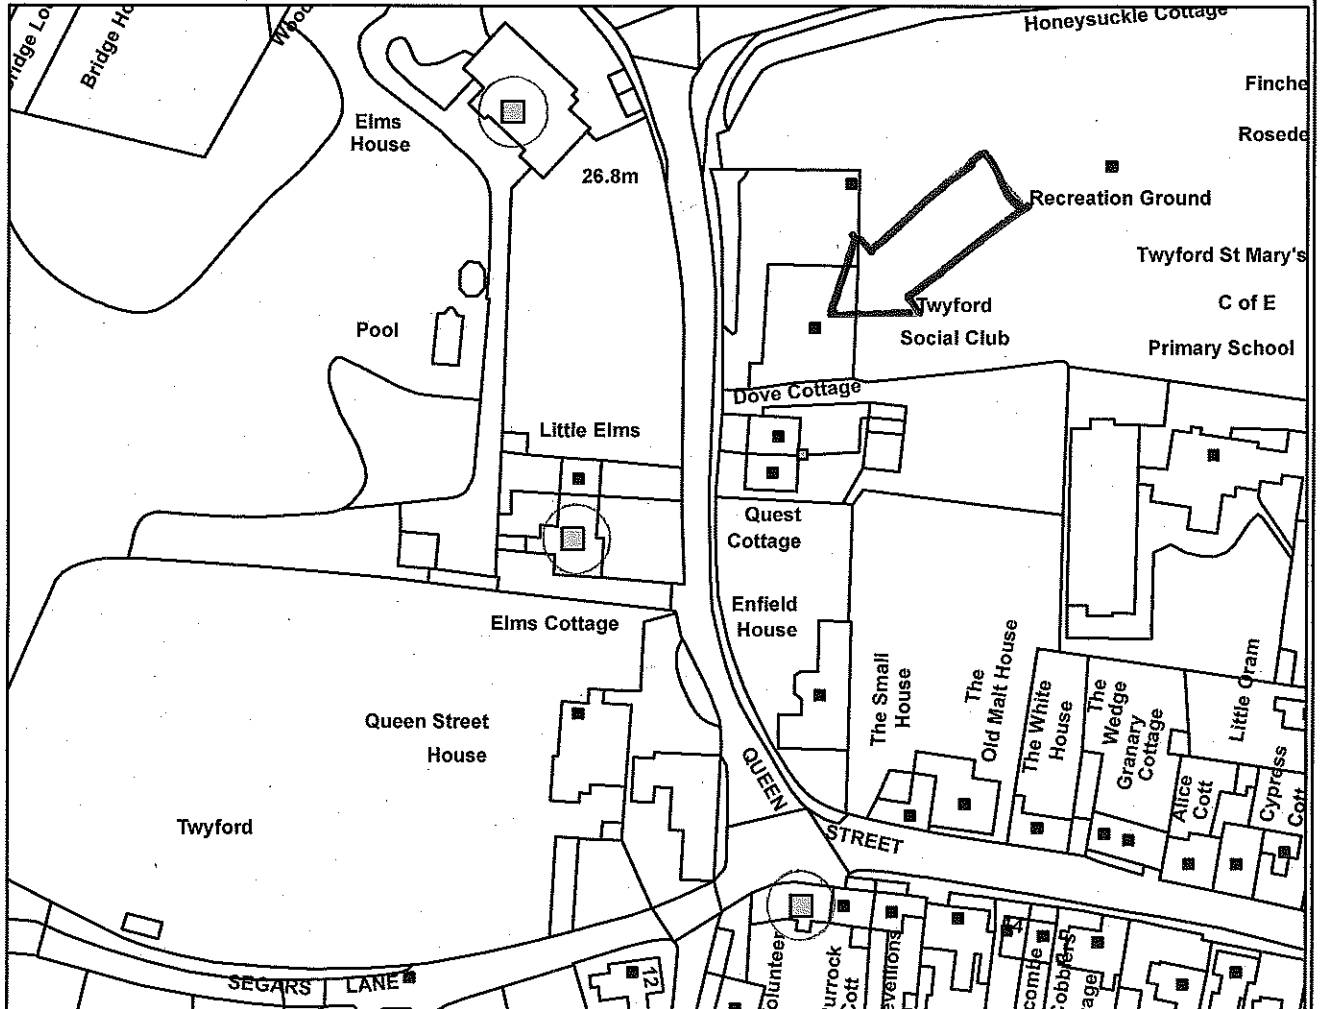 Honeysuckle Cottage
Finche
Elms
House
Rosede
26.8m
Recreation Ground
Twyford St Mary's
C of E
Primary School
Twyford
Social Club
Pool
Dove Cottage
Little Elms
Quest
Cottage
Enfield
House
Elms Cottage
The Small
House
The
Old Malt House
The White
House
The
Wedge
Granary
Cottage
Little Oram
Queen Street
House
QUEEN
STREET
Alice
Cott
Cypress
Cott
Twyford
SEGARS LANE
12
olunteer
urrock
Cott